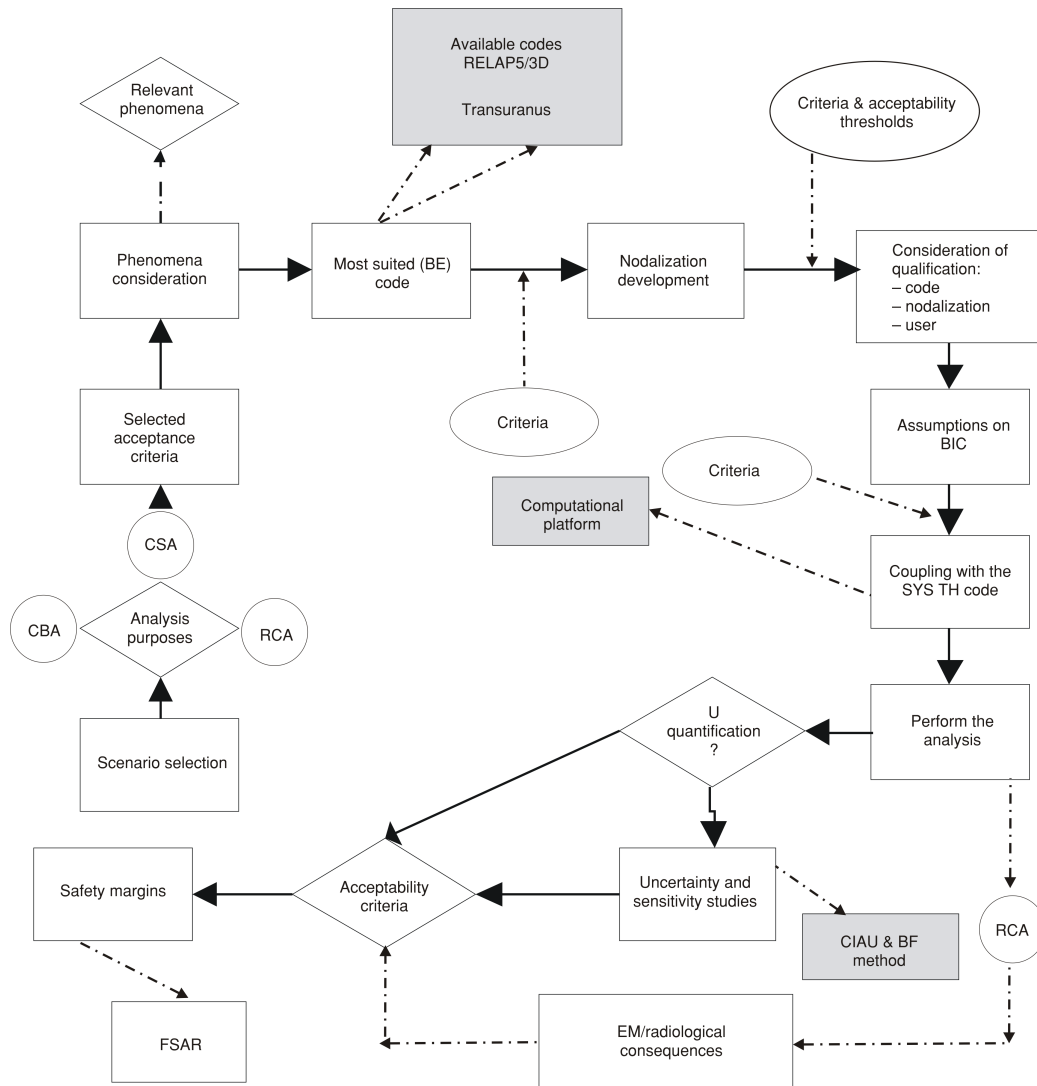 Available codes
RELAP5/3D
Transuranus
Relevant
phenomena
Criteria & acceptability
thresholds
Phenomena
consideration
Most suited (BE)
code
Nodalization
development
Consideration of
qualification:
– code
– nodalization
– user
Selected
acceptance
criteria
Criteria
Assumptions on
BIC
Criteria
Computational
platform
CSA
Coupling with the
SYS TH code
CBA
Analysis
purposes
RCA
U
quantification
?
Perform the
analysis
Scenario selection
Safety margins
Acceptability
criteria
Uncertainty and
sensitivity studies
RCA
CIAU & BF
method
FSAR
EM/radiological
consequences